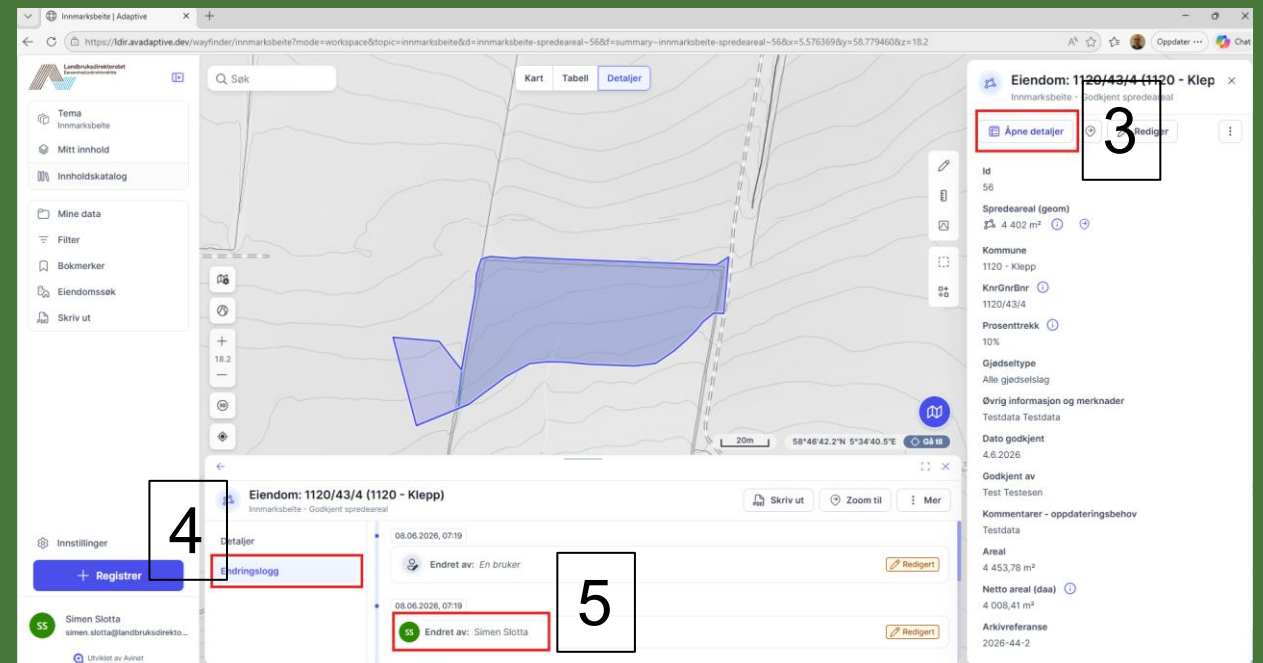 Innmarksbeite | Adaptive
https://ldir.avadaptive.dev/wayfinder/innmarksbeite?mode=workspace&topic=innmarksbeite&d=innmarksbeite-spredeareal~56&f=summary~innmarksbeite-spredeareal~56&x=5.576369&y=58.779460&z=18.2
Oppdater ···
Chat
Landbruksdirektoratet
Eanandoallodirektoráhtta
Tema
Innmarksbeite
Mitt innhold
Innholdskatalog
Mine data
Filter
Bokmerker
Eiendomssøk
Skriv ut
Innstillinger
+ Registrer
SS
Simen Slotta
simen.slotta@landbruksdirekto...
Utviklet av Avinet
Søk
Kart Tabell Detaljer
18.2
3D
20m
58°46'42.2"N 5°34'40.5"E
Gå til
Eiendom: 1120/43/4 (1120 - Klepp)
Innmarksbeite - Godkjent spredeareal
Skriv ut
Zoom til
Mer
4
Detaljer
Endringslogg
08.06.2026, 07:19
Endret av: En bruker
Redigert
5
08.06.2026, 07:19
SS Endret av: Simen Slotta
Redigert
Eiendom: 1120/43/4 (1120 - Klep
Innmarksbeite - Godkjent spredeareal
3
Åpne detaljer
Rediger
Id
56
Spredeareal (geom)
4 402 m²
Kommune
1120 - Klepp
KnrGnrBnr
1120/43/4
Prosenttrekk
10%
Gjødseltype
Alle gjødselslag
Øvrig informasjon og merknader
Testdata Testdata
Dato godkjent
4.6.2026
Godkjent av
Test Testesen
Kommentarer - oppdateringsbehov
Testdata
Areal
4 453,78 m²
Netto areal (daa)
4 008,41 m²
Arkivreferanse
2026-44-2